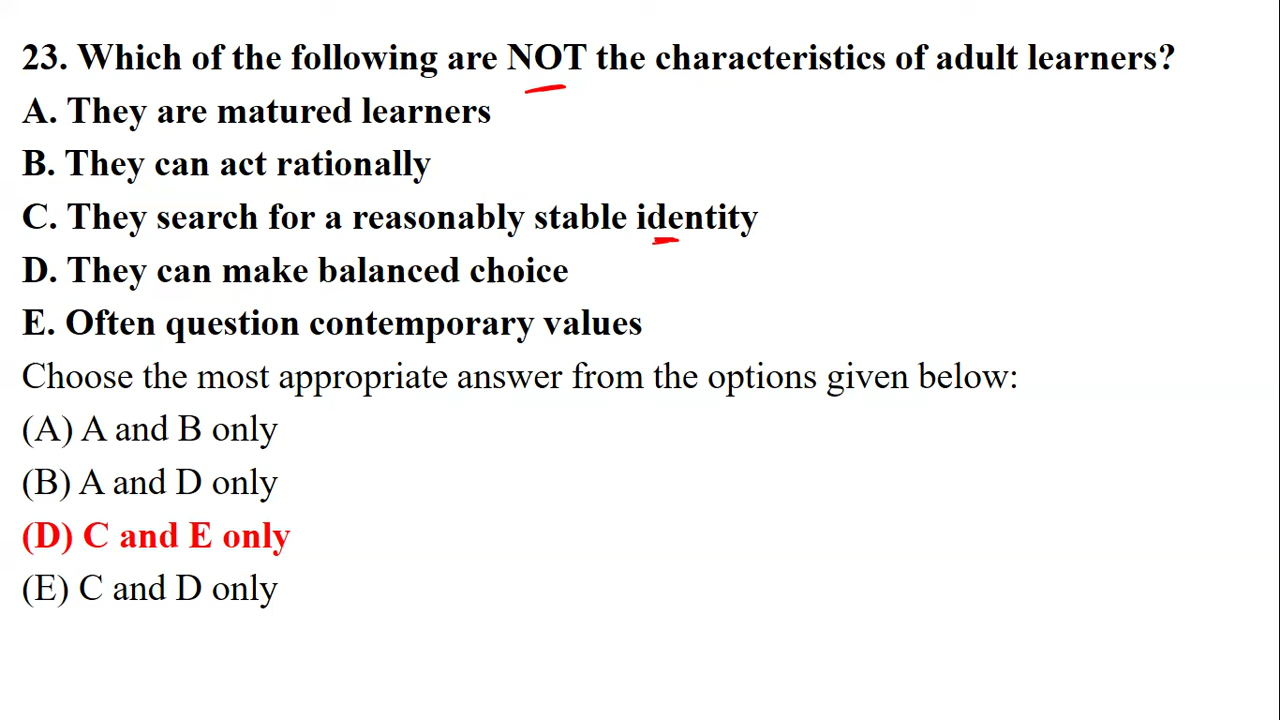 23. Which of the following are NOT the characteristics of adult learners?
A. They are matured learners
B. They can act rationally
C. They search for a reasonably stable identity
D. They can make balanced choice
E. Often question contemporary values
Choose the most appropriate answer from the options given below:
(A) A and B only
(B) A and D only
(D) C and E only
(E) C and D only